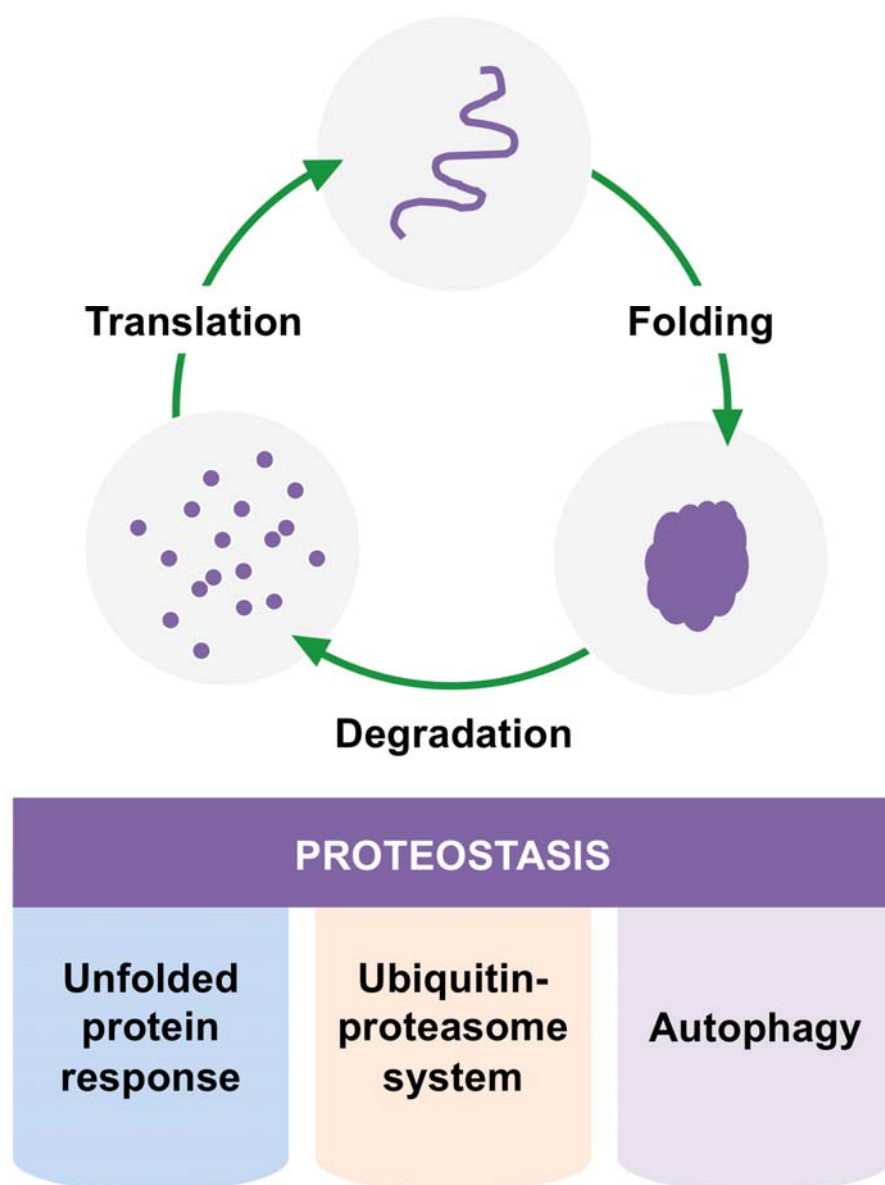 Translation
Folding
Degradation
PROTEOSTASIS
Unfolded
protein
response
Ubiquitin-
proteasome
system
Autophagy